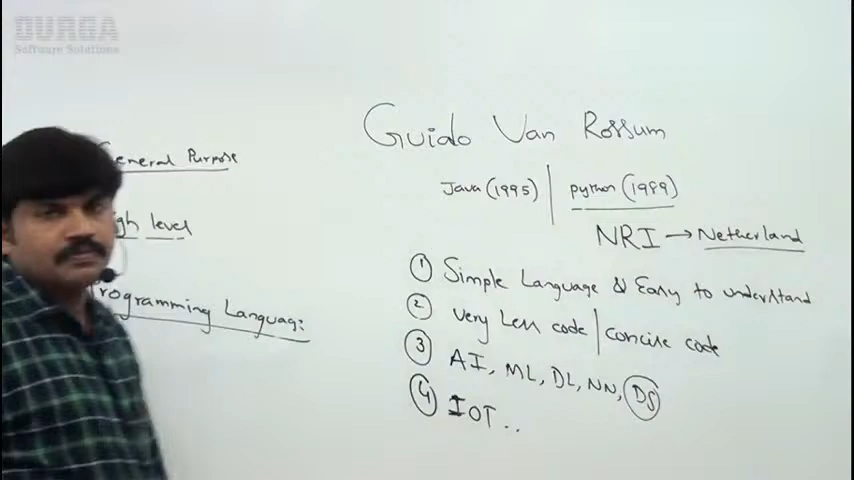 DURGA
Software Solutions
General Purpose
High level
Programming Language:
Guido Van Rossum
Java (1995) | python (1989)
NRI → Netherland
① Simple Language & Easy to understand
② Very Less code | Concise code
③ AI, ML, DL, NN, DS
④ IOT..